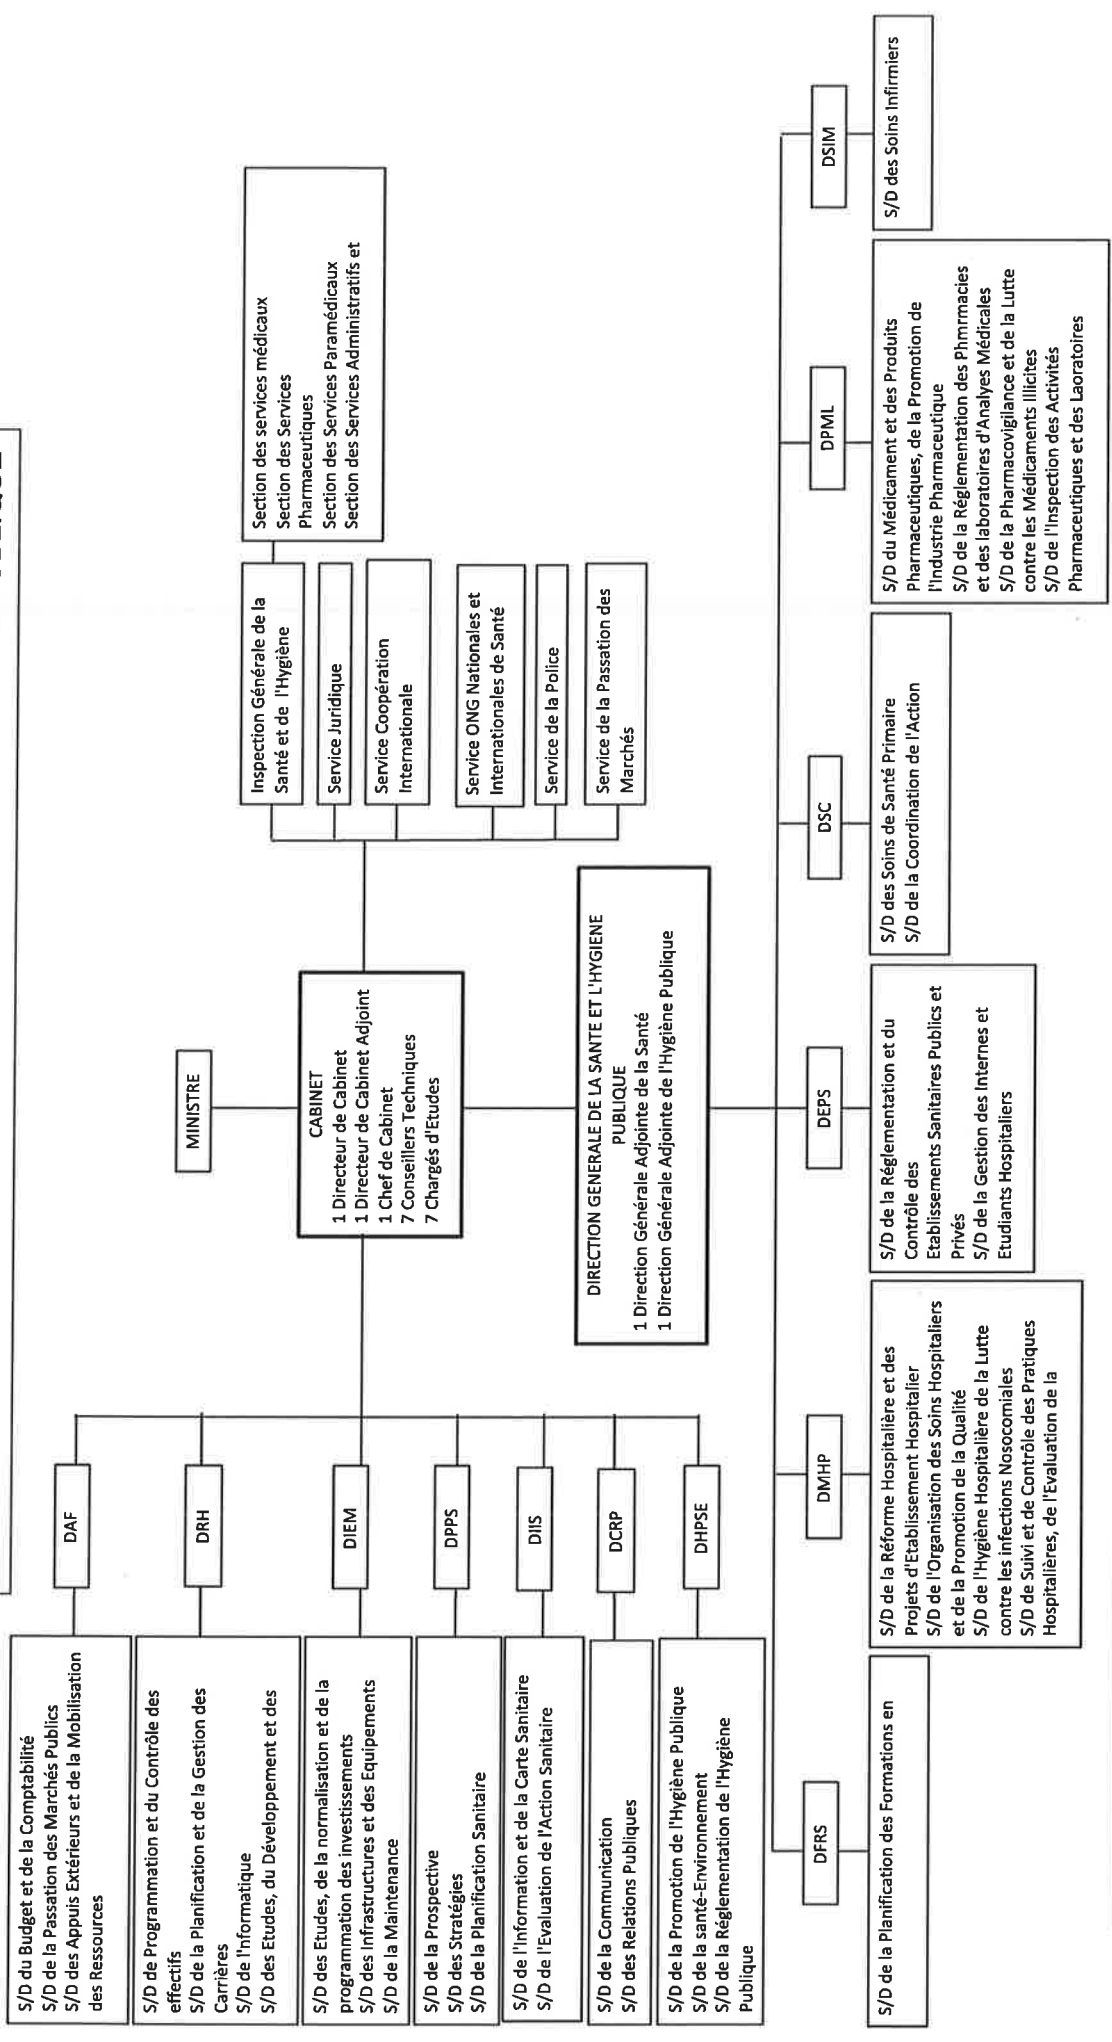 MINISTRE
CABINET
1 Directeur de Cabinet
1 Directeur de Cabinet Adjoint
1 Chef de Cabinet
7 Conseillers Techniques
7 Chargés d'Etudes
Inspection Générale de la
Santé et de l'Hygiène
Section des services médicaux
Section des Services
Pharmaceutiques
Section des Services Paramédicaux
Section des Services Administratifs et
Service Juridique
Service Coopération
Internationale
Service ONG Nationales et
Internationales de Santé
Service de la Police
Service de la Passation des
Marchés
DAF
S/D du Budget et de la Comptabilité
S/D de la Passation des Marchés Publics
S/D des Appuis Extérieurs et de la Mobilisation
des Ressources
DRH
S/D de Programmation et du Contrôle des
effectifs
S/D de la Planification et de la Gestion des
Carrières
S/D de l'Informatique
S/D des Etudes, du Développement et des
DIEM
S/D des Etudes, de la normalisation et de la
programmation des investissements
S/D des Infrastructures et des Equipements
S/D de la Maintenance
DPPS
S/D de la Prospective
S/D des Stratégies
S/D de la Planification Sanitaire
DIIS
S/D de l'Information et de la Carte Sanitaire
S/D de l'Evaluation de l'Action Sanitaire
DCRP
S/D de la Communication
S/D des Relations Publiques
DHPSE
S/D de la Promotion de l'Hygiène Publique
S/D de la santé-Environnement
S/D de la Réglementation de l'Hygiène
Publique
DIRECTION GENERALE DE LA SANTE ET L'HYGIENE
PUBLIQUE
1 Direction Générale Adjointe de la Santé
1 Direction Générale Adjointe de l'Hygiène Publique
DFRS
S/D de la Planification des Formations en
DMHP
S/D de la Réforme Hospitalière et des
Projets d'Etablissement Hospitalier
S/D de l'Organisation des Soins Hospitaliers
et de la Promotion de la Qualité
S/D de l'Hygiène Hospitalière de la Lutte
contre les infections Nosocomiales
S/D de Suivi et de Contrôle des Pratiques
Hospitalières, de l'Evaluation de la
DEPS
S/D de la Réglementation et du
Contrôle des
Etablissements Sanitaires Publics et
Privés
S/D de la Gestion des Internes et
Etudiants Hospitaliers
DSC
S/D des Soins de Santé Primaire
S/D de la Coordination de l'Action
DPML
S/D du Médicament et des Produits
Pharmaceutiques, de la Promotion de
l'Industrie Pharmaceutique
S/D de la Réglementation des Phmrmacies
et des laboratoires d'Analyes Médicales
S/D de la Pharmacovigilance et de la Lutte
contre les Médicaments Illicites
S/D de l'Inspection des Activités
Pharmaceutiques et des Laoratoires
DSIM
S/D des Soins Infirmiers